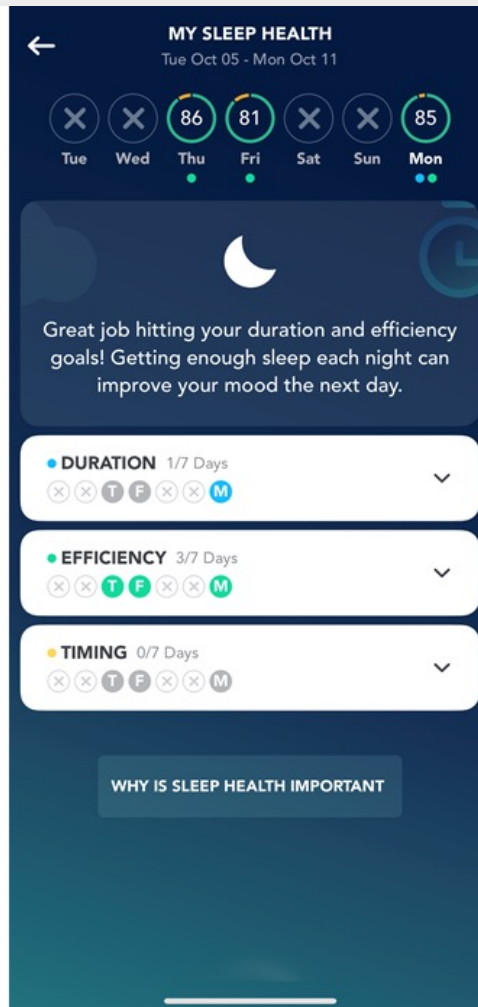 MY SLEEP HEALTH
Tue Oct 05 - Mon Oct 11
86 81 85
Tue Wed Thu Fri Sat Sun Mon
Great job hitting your duration and efficiency
goals! Getting enough sleep each night can
improve your mood the next day.
DURATION 1/7 Days
T F M
EFFICIENCY 3/7 Days
T F M
TIMING 0/7 Days
T F M
WHY IS SLEEP HEALTH IMPORTANT